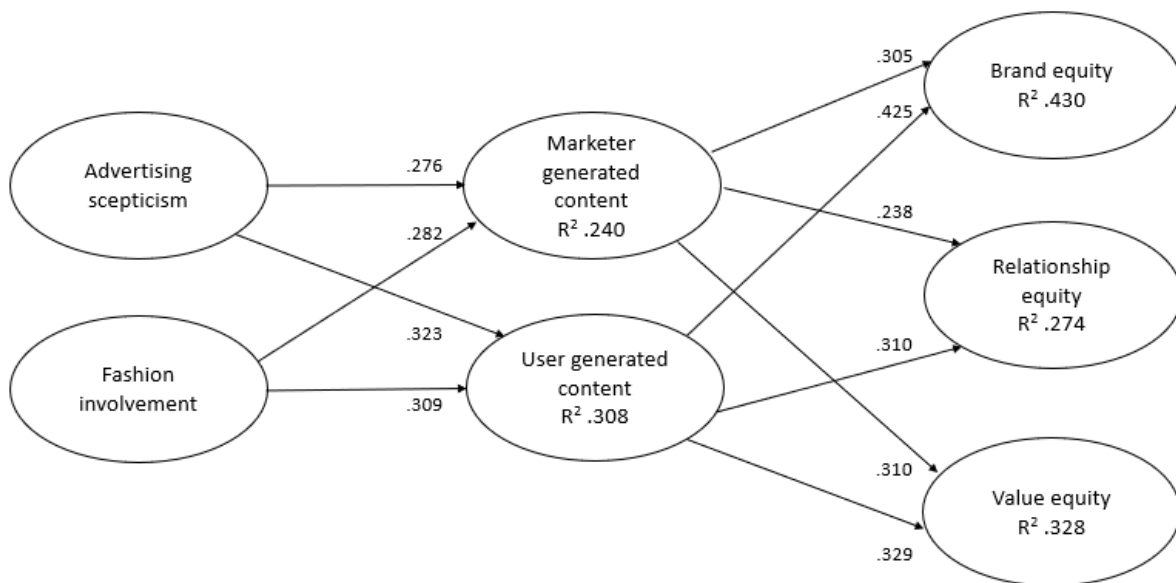 .305
Brand equity
R² .430
.425
Marketer
generated
content
R² .240
Advertising
scepticism
.276
.282
.238
Relationship
equity
R² .274
.323
.310
User generated
content
R² .308
Fashion
involvement
.309
.310
Value equity
R² .328
.329